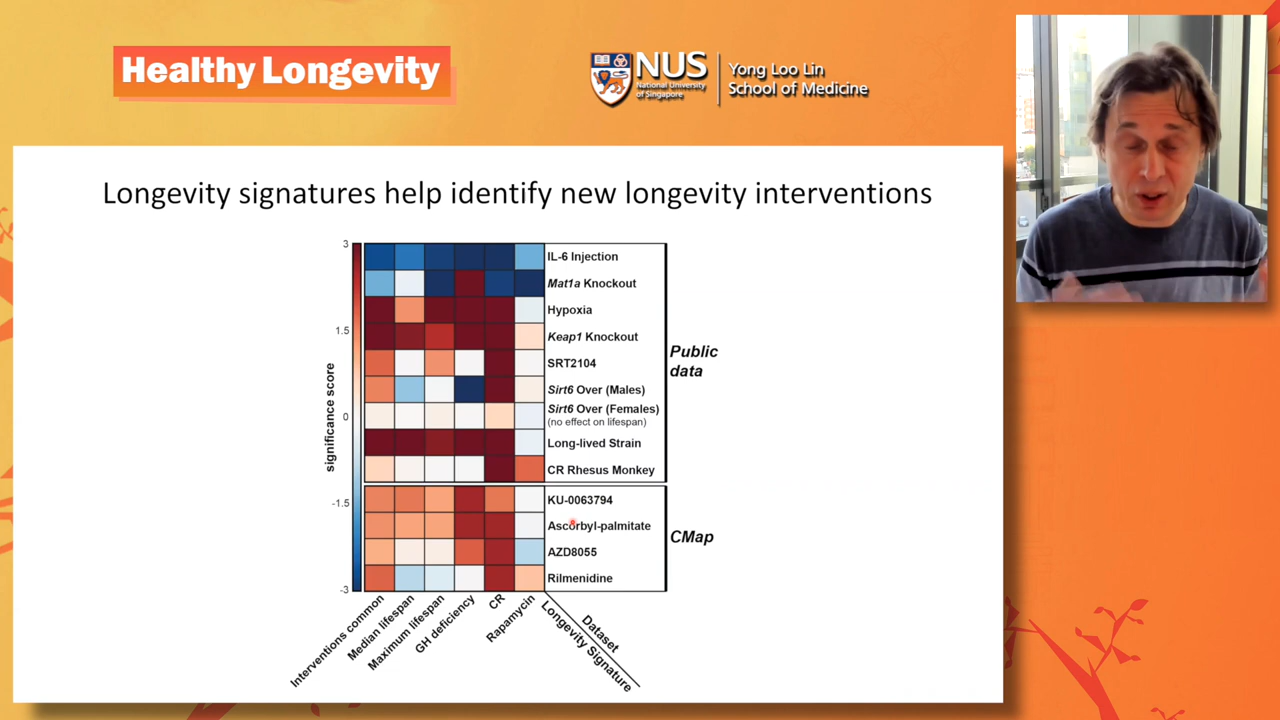 Healthy Longevity
NUS
National University
of Singapore
Yong Loo Lin
School of Medicine
Longevity signatures help identify new longevity interventions
3
1.5
0
-1.5
-3
significance score
IL-6 Injection
Mat1a Knockout
Hypoxia
Keap1 Knockout
SRT2104
Sirt6 Over (Males)
Sirt6 Over (Females)
(no effect on lifespan)
Long-lived Strain
CR Rhesus Monkey
Public
data
KU-0063794
Ascorbyl-palmitate
AZD8055
Rilmenidine
CMap
Interventions common
Median lifespan
Maximum lifespan
GH deficiency
CR
Rapamycin
Dataset
Longevity Signature